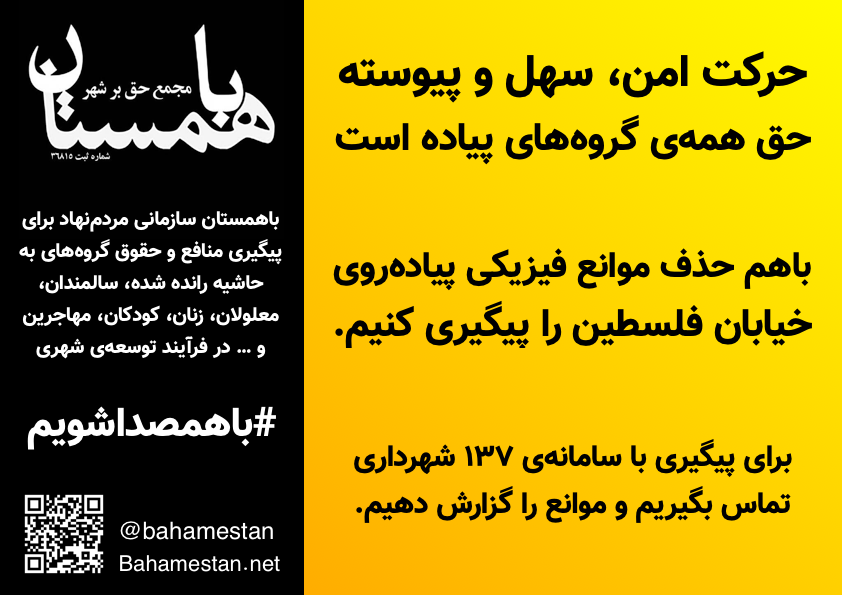 حرکت امن، سهل و پیوسته
حق همه‌ی گروه‌های پیاده است
باهم حذف موانع فیزیکی پیاده‌روی
خیابان فلسطین را پیگیری کنیم.
برای پیگیری با سامانه‌ی ۱۳۷ شهرداری
تماس بگیریم و موانع را گزارش دهیم.
باهمستان
مجمع حق بر شهر
شماره ثبت ۳۶۸۱۵
باهمستان سازمانی مردم‌نهاد برای
پیگیری منافع و حقوق گروه‌های به
حاشیه رانده شده، سالمندان،
معلولان، زنان، کودکان، مهاجرین
و ... در فرآیند توسعه‌ی شهری
#باهمصداشویم
@bahamestan
Bahamestan.net